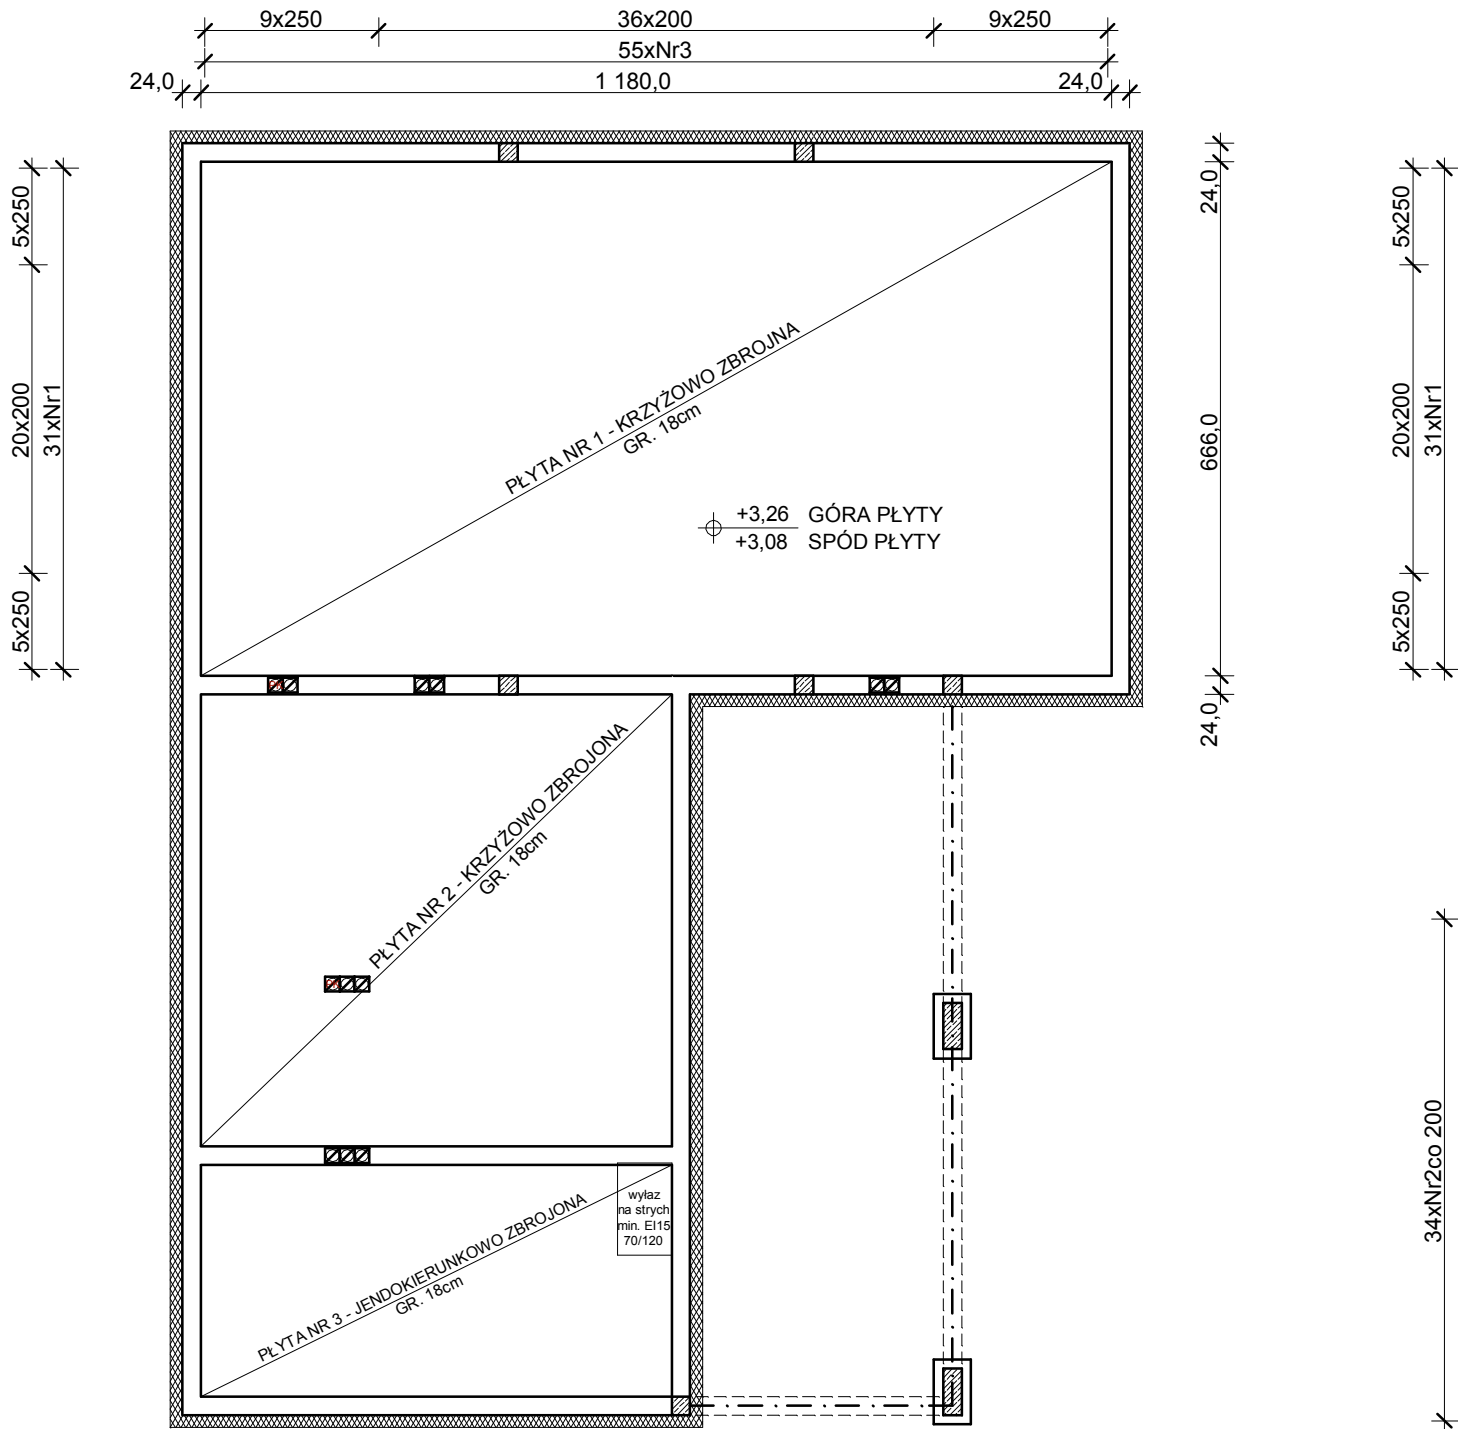 9x250
36x200
9x250
55xNr3
24,0
1 180,0
24,0
5x250
20x200
5x250
31xNr1
24,0
666,0
24,0
5x250
20x200
5x250
31xNr1
PŁYTA NR 1 - KRZYŻOWO ZBROJNA
GR. 18cm
+3,26 GÓRA PŁYTY
+3,08 SPÓD PŁYTY
PŁYTA NR 2 - KRZYŻOWO ZBROJONA
GR. 18cm
34xNr2co 200
wyłaz
na strych
min. EI15
70/120
PŁYTA NR 3 - JENDOKIERUNKOWO ZBROJONA
GR. 18cm